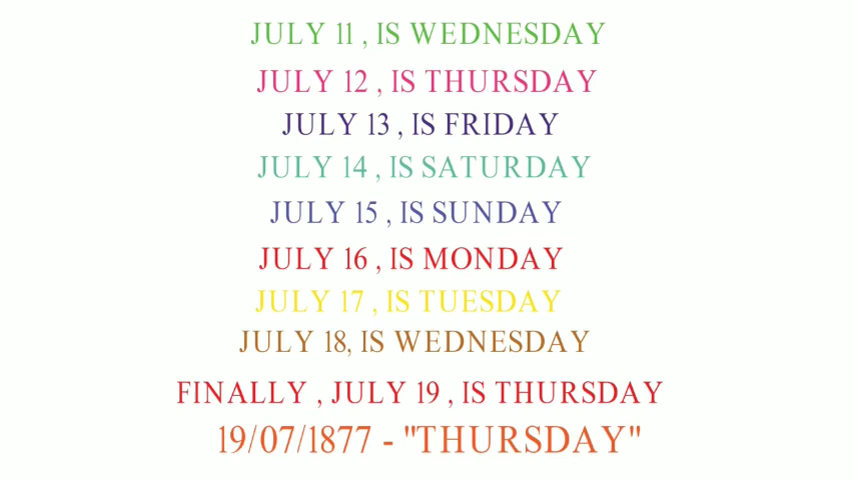 JULY 11 , IS WEDNESDAY
JULY 12 , IS THURSDAY
JULY 13 , IS FRIDAY
JULY 14 , IS SATURDAY
JULY 15 , IS SUNDAY
JULY 16 , IS MONDAY
JULY 17 , IS TUESDAY
JULY 18, IS WEDNESDAY
FINALLY , JULY 19 , IS THURSDAY
19/07/1877 - "THURSDAY"